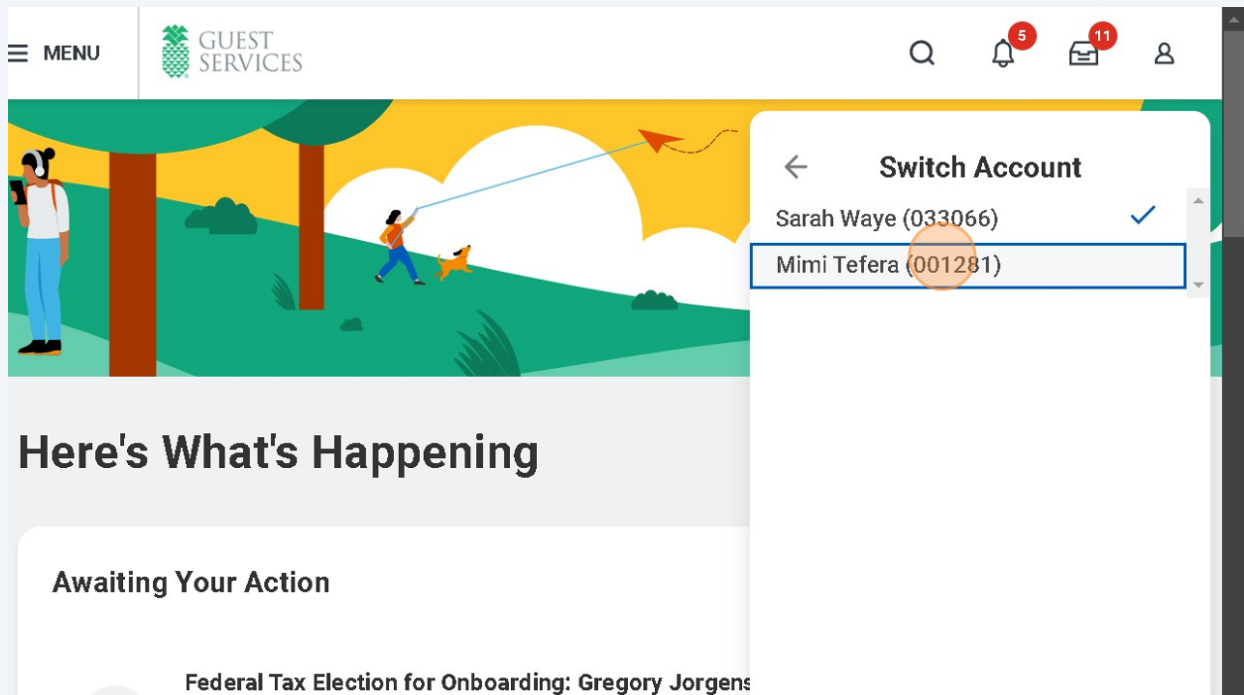 MENU
GUEST
SERVICES
5
11
Switch Account
Sarah Waye (033066)
Mimi Tefera (001281)
Here's What's Happening
Awaiting Your Action
Federal Tax Election for Onboarding: Gregory Jorgens